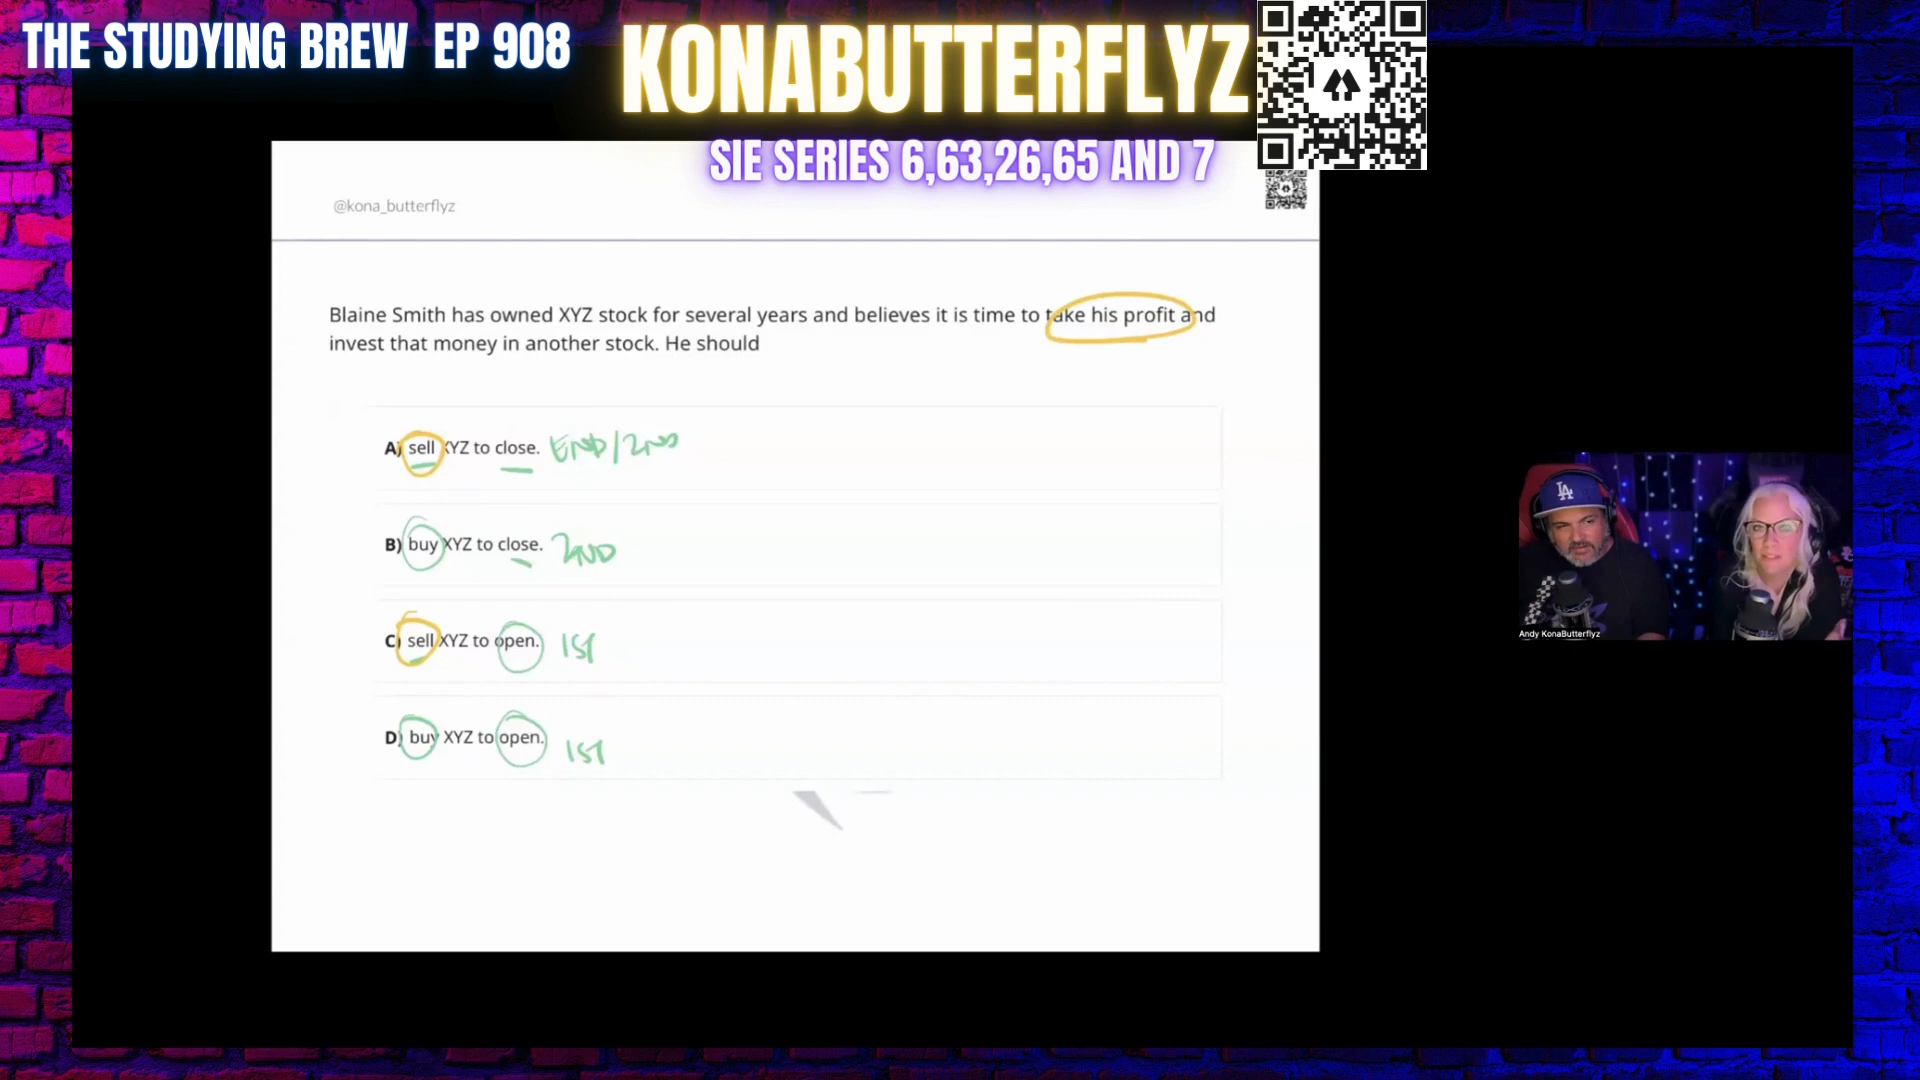 THE STUDYING BREW EP 908
KONABUTTERFLYZ
SIE SERIES 6,63,26,65 AND 7
@kona_butterflyz
Blaine Smith has owned XYZ stock for several years and believes it is time to take his profit and
invest that money in another stock. He should
A) sell XYZ to close. END/2ND
B) buy XYZ to close. 2ND
C) sell XYZ to open. 1ST
D) buy XYZ to open. 1ST
LA
Andy KonaButterflyz